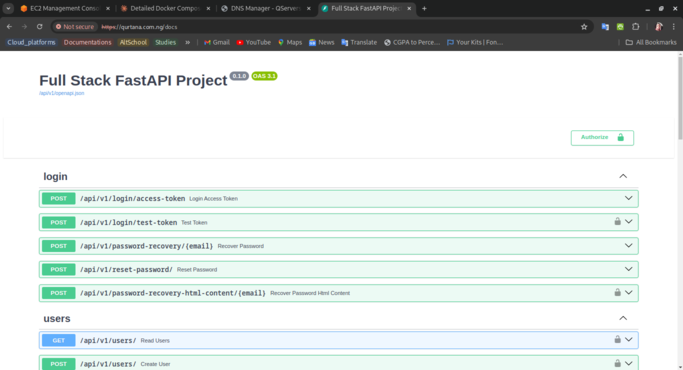 EC2 Management Consol
Detailed Docker Compos
DNS Manager - QServers
Full Stack FastAPI Project
Not secure https://qurtana.com.ng/docs
Cloud_platforms Documentations AltSchool Studies » Gmail YouTube Maps News Translate CGPA to Perce... Your Kits | Fon... All Bookmarks
Full Stack FastAPI Project 0.1.0 OAS 3.1
/api/v1/openapi.json
Authorize
login
POST /api/v1/login/access-token Login Access Token
POST /api/v1/login/test-token Test Token
POST /api/v1/password-recovery/{email} Recover Password
POST /api/v1/reset-password/ Reset Password
POST /api/v1/password-recovery-html-content/{email} Recover Password Html Content
users
GET /api/v1/users/ Read Users
POST /api/v1/users/ Create User